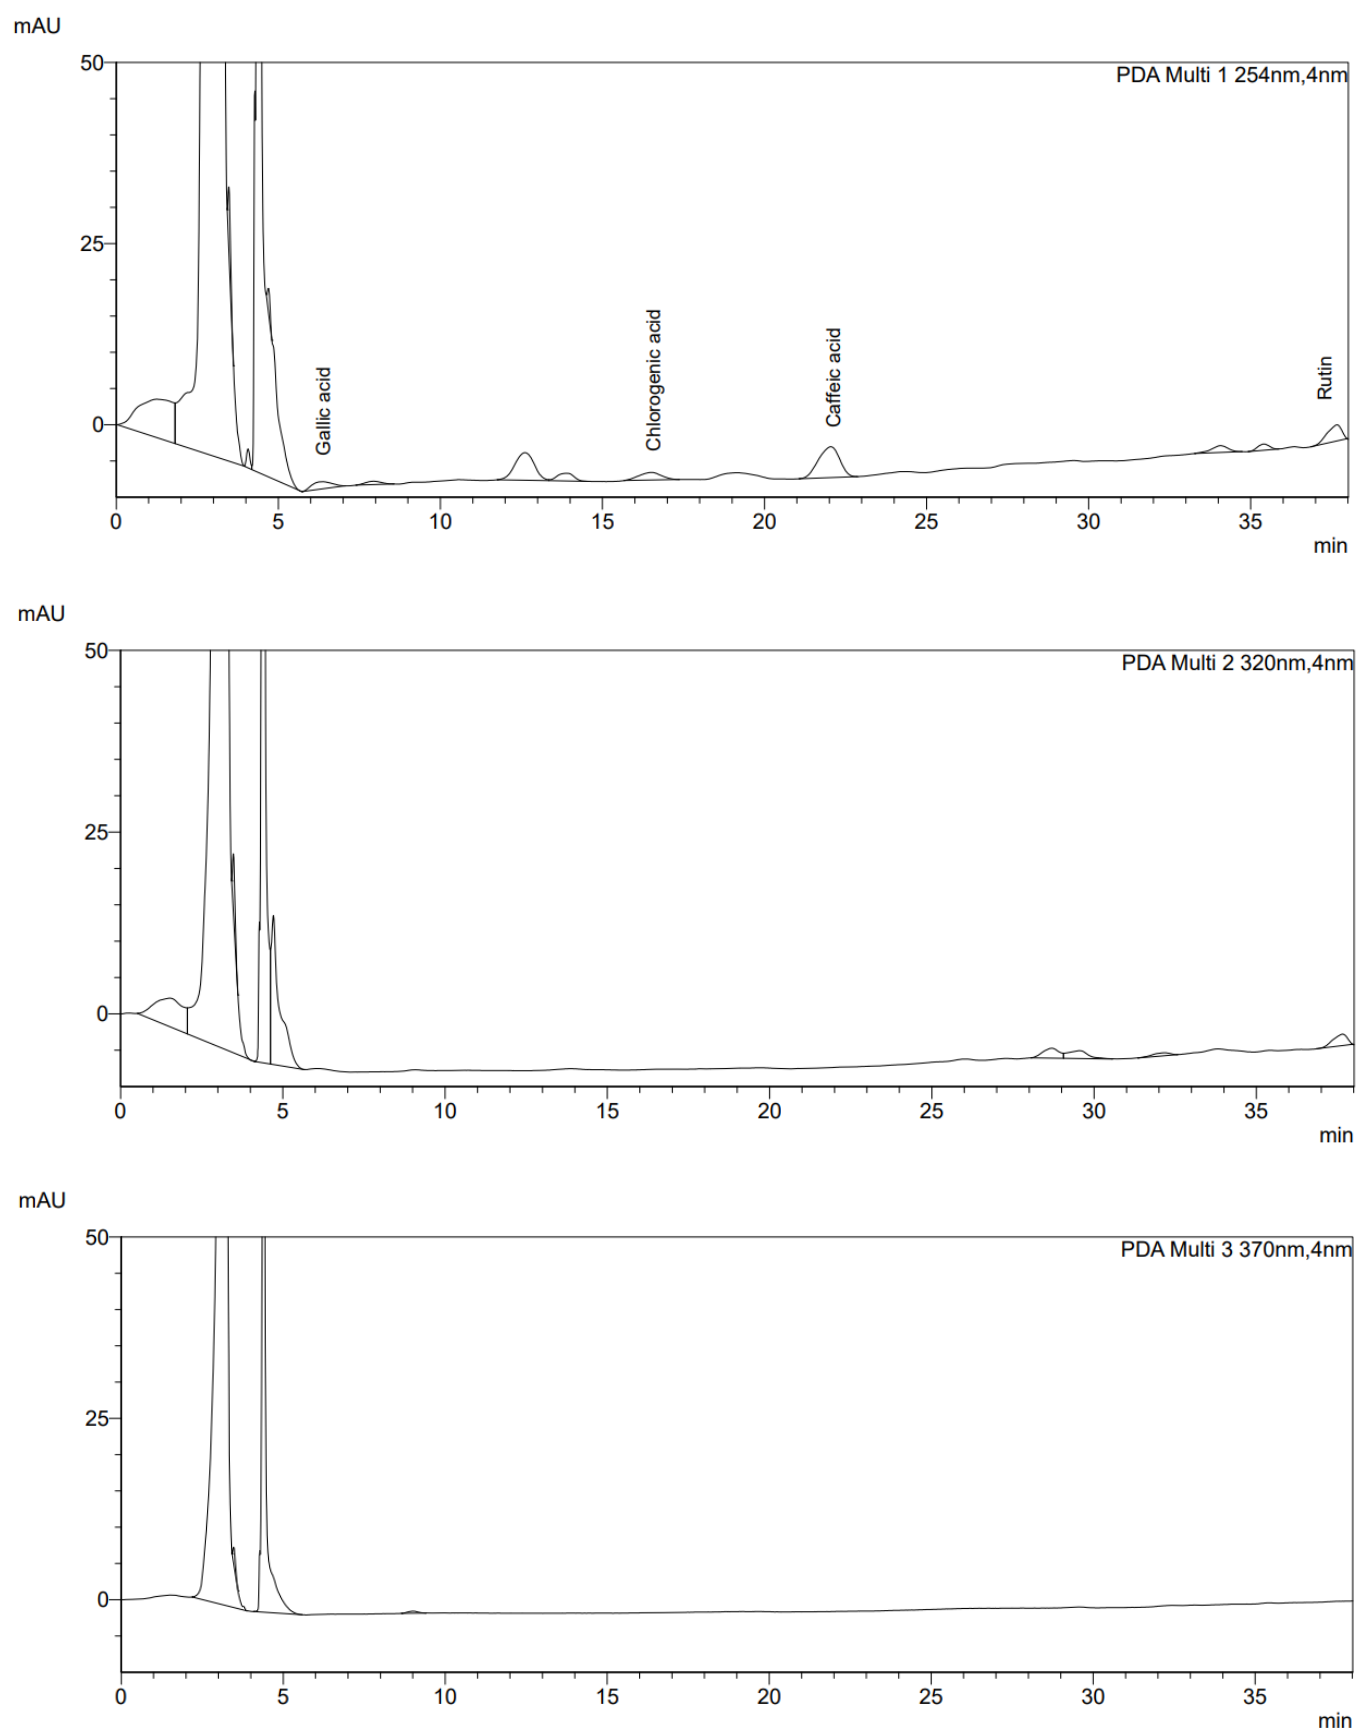 mAU
PDA Multi 1 254nm,4nm
50
25
0
Gallic acid
Chlorogenic acid
Caffeic acid
Rutin
0 5 10 15 20 25 30 35
min
mAU
PDA Multi 2 320nm,4nm
50
25
0
0 5 10 15 20 25 30 35
min
mAU
PDA Multi 3 370nm,4nm
50
25
0
0 5 10 15 20 25 30 35
min